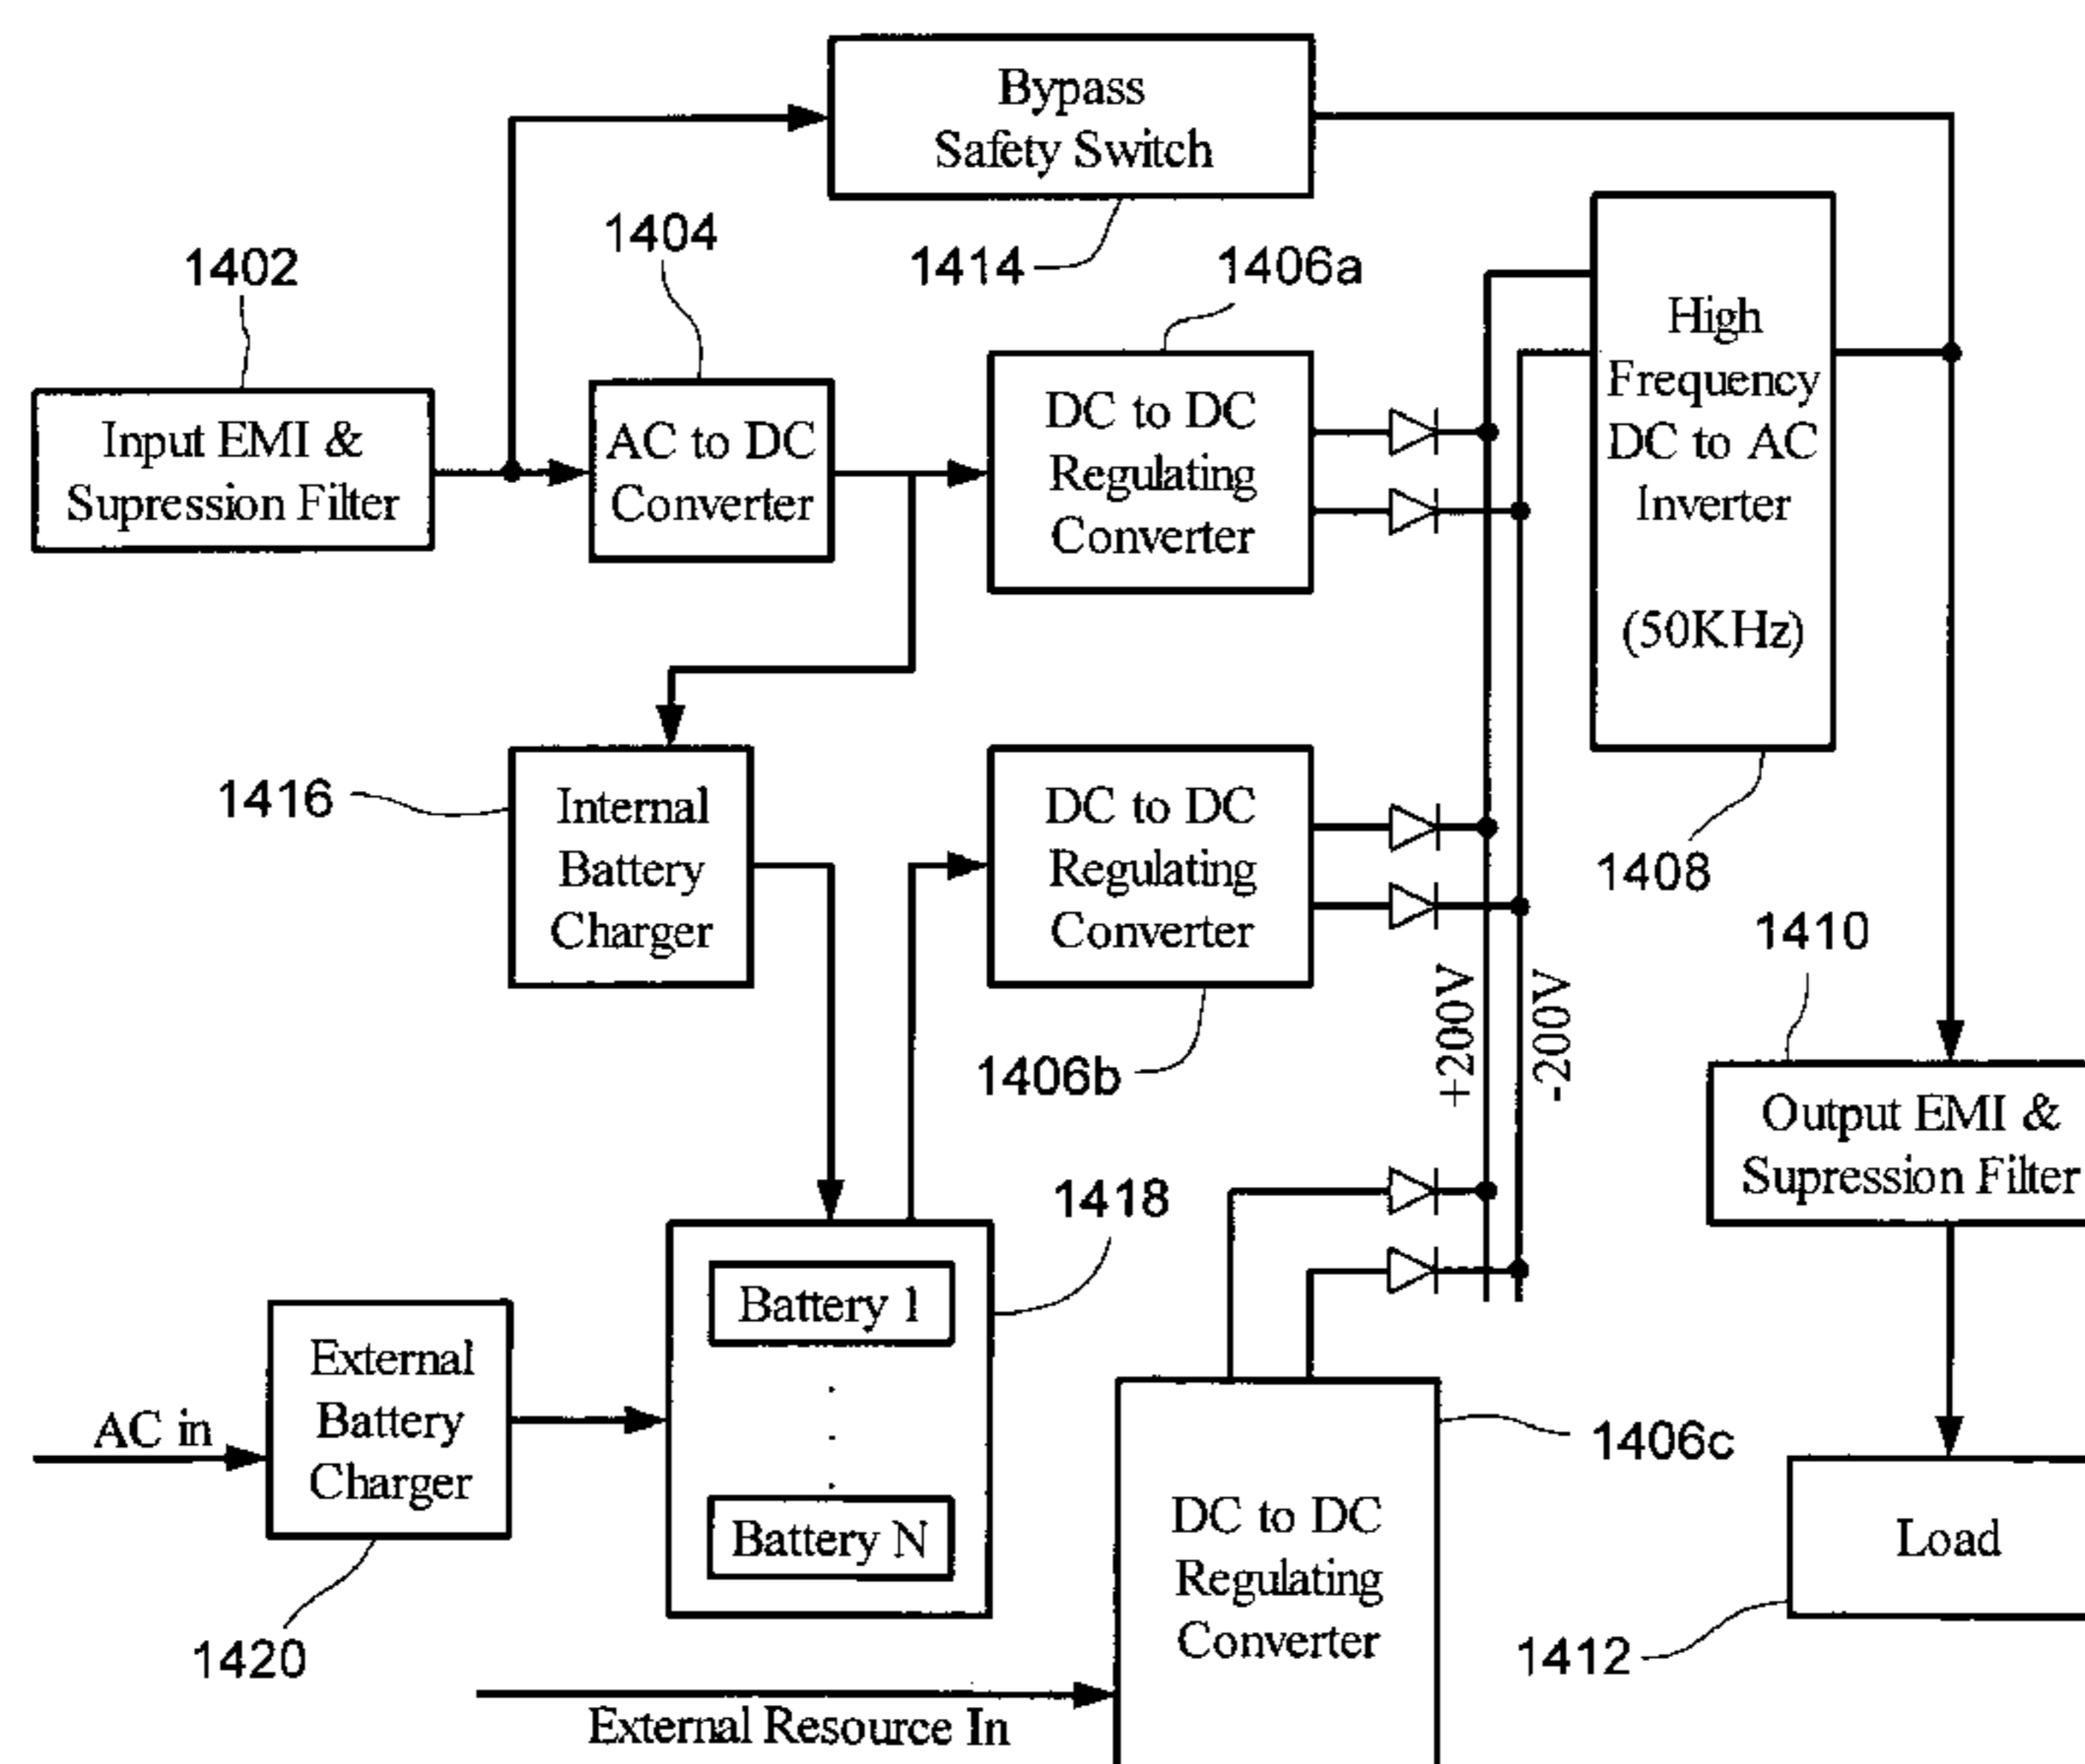 Bypass
Safety Switch
1414
1402
1404
1406a
Input EMI &
Supression Filter
AC to DC
Converter
DC to DC
Regulating
Converter
High
Frequency
DC to AC
Inverter
(50KHz)
1408
1416
Internal
Battery
Charger
DC to DC
Regulating
Converter
1406b
+200V
-200V
1410
Output EMI &
Supression Filter
1418
Battery 1
.
.
.
Battery N
AC in
External
Battery
Charger
1420
1406c
DC to DC
Regulating
Converter
External Resource In
Load
1412